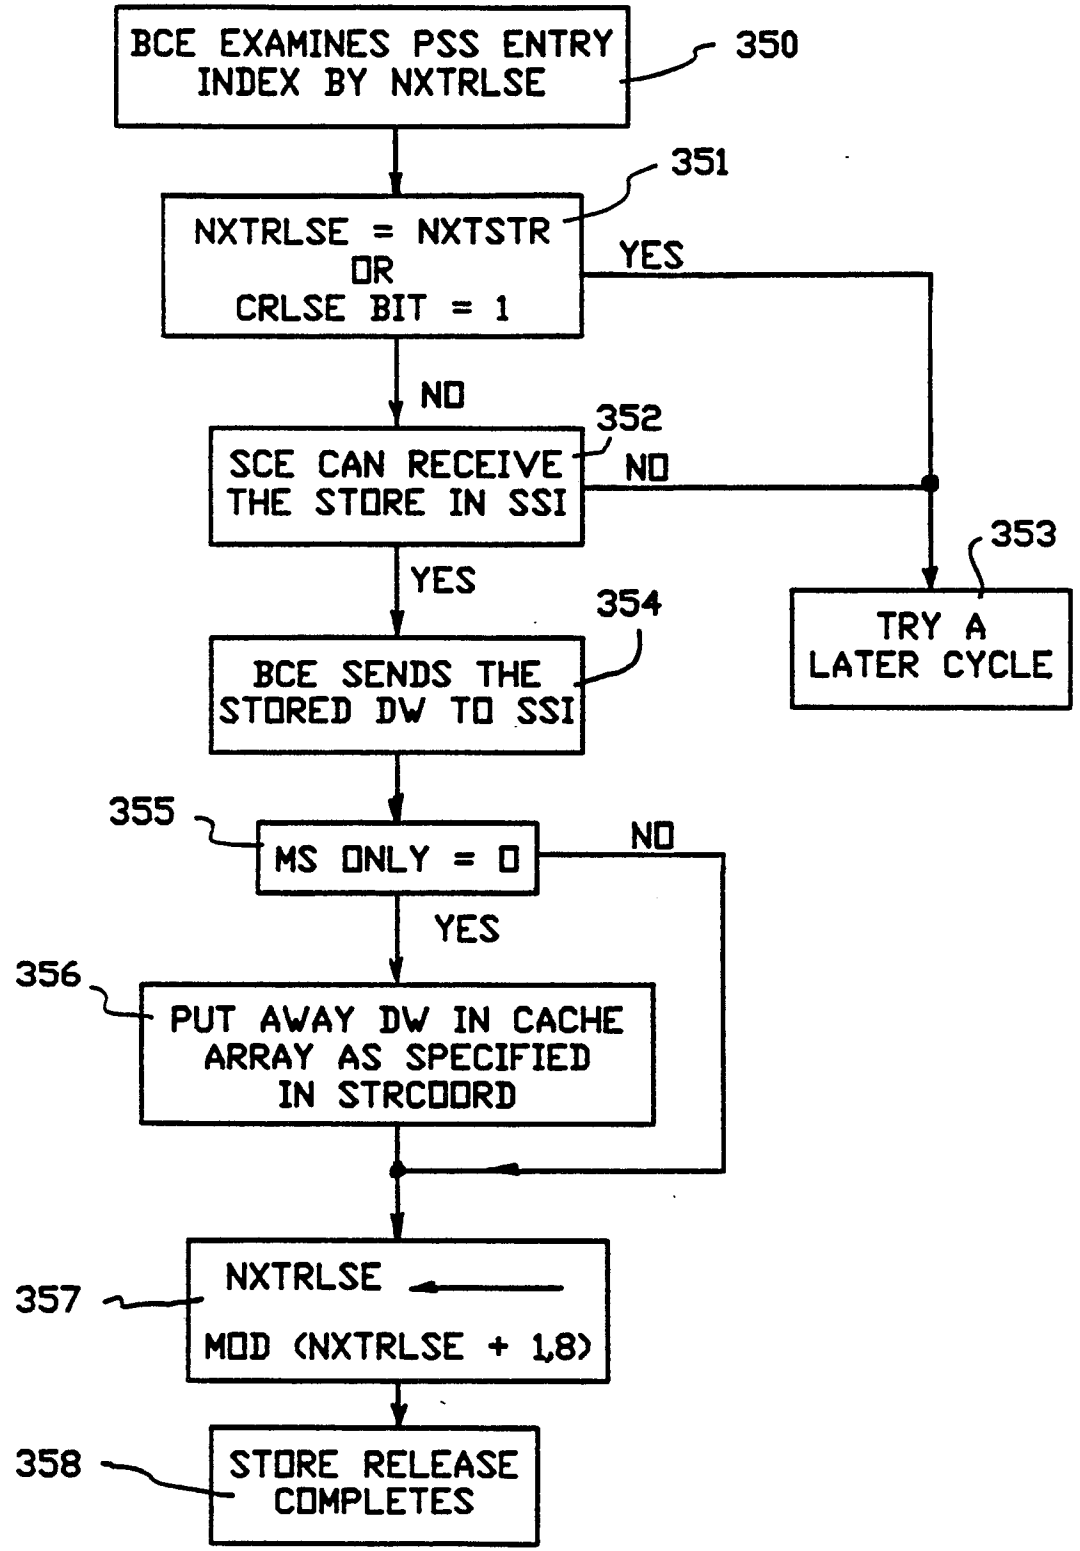 BCE EXAMINES PSS ENTRY
INDEX BY NXTRLSE
350
351
NXTRLSE = NXTSTR
OR
CRLSE BIT = 1
YES
NO
352
SCE CAN RECEIVE
THE STORE IN SSI
NO
YES
353
TRY A
LATER CYCLE
354
BCE SENDS THE
STORED DW TO SSI
355
MS ONLY = 0
NO
YES
356
PUT AWAY DW IN CACHE
ARRAY AS SPECIFIED
IN STRCOORD
357
NXTRLSE
MOD (NXTRLSE + 1,8)
358
STORE RELEASE
COMPLETES